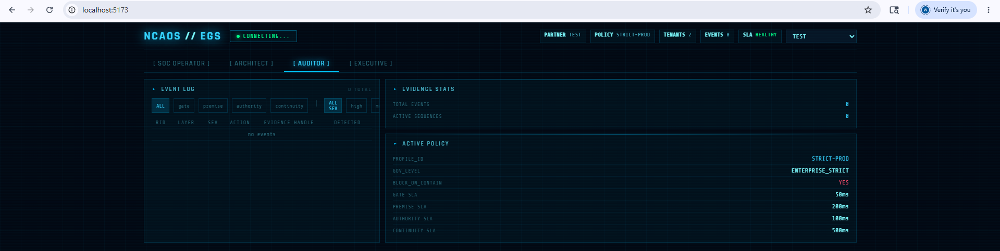 localhost:5173
Verify it's you
NCAOS // EGS
CONNECTING...
PARTNER TEST
POLICY STRICT-PROD
TENANTS 2
EVENTS 0
SLA HEALTHY
TEST
[ SOC OPERATOR ]
[ ARCHITECT ]
[ AUDITOR ]
[ EXECUTIVE ]
► EVENT LOG
0 TOTAL
ALL
gate
premise
authority
continuity
|
ALL
SEV
high
RID LAYER SEV ACTION EVIDENCE HANDLE DETECTED
no events
► EVIDENCE STATS
TOTAL EVENTS 0
ACTIVE SEQUENCES 0
► ACTIVE POLICY
PROFILE_ID STRICT-PROD
GOV_LEVEL ENTERPRISE_STRICT
BLOCK_ON_CONTAIN YES
GATE SLA 50ms
PREMISE SLA 200ms
AUTHORITY SLA 100ms
CONTINUITY SLA 500ms